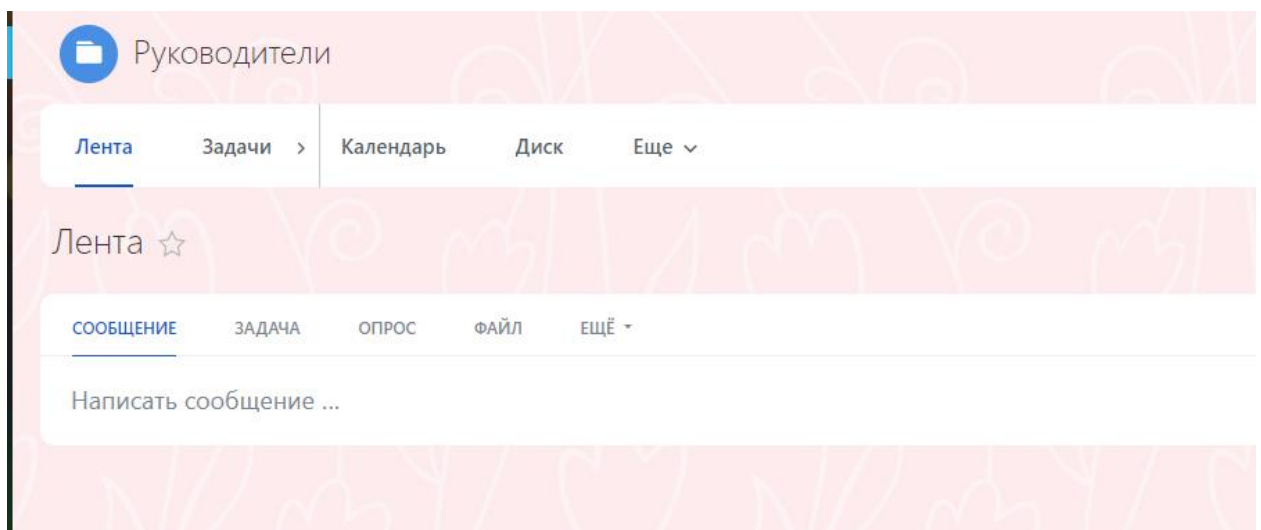 Руководители
Лента Задачи Календарь Диск Еще
Лента
СООБЩЕНИЕ ЗАДАЧА ОПРОС ФАЙЛ ЕЩЁ
Написать сообщение ...